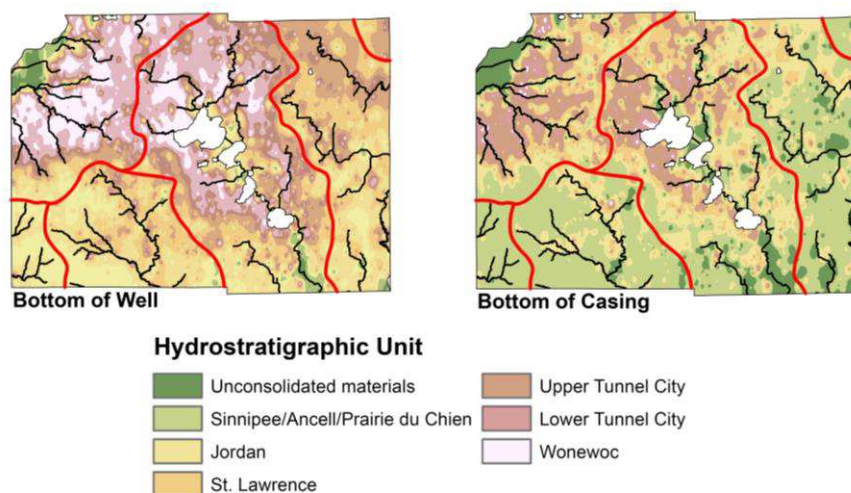 Bottom of Well
Bottom of Casing
Hydrostratigraphic Unit
Unconsolidated materials
Sinnipee/Ancell/Prairie du Chien
Jordan
St. Lawrence
Upper Tunnel City
Lower Tunnel City
Wonewoc